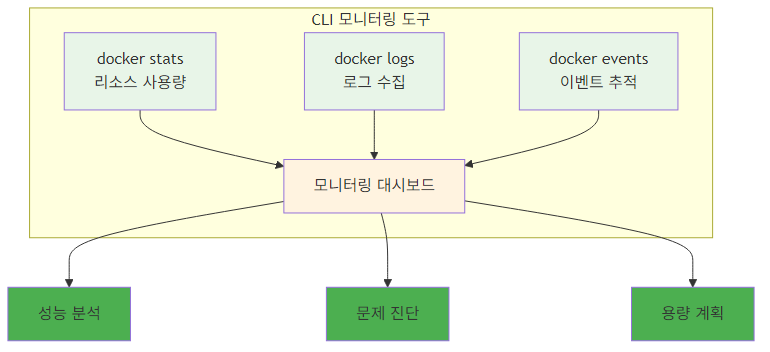 CLI 모니터링 도구
docker stats
리소스 사용량
docker logs
로그 수집
docker events
이벤트 추적
모니터링 대시보드
성능 분석
문제 진단
용량 계획